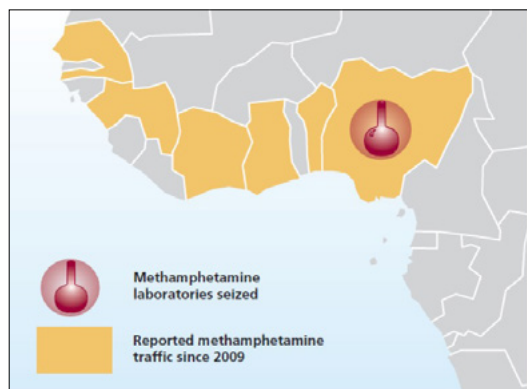 Methamphetamine
laboratories seized
Reported methamphetamine
traffic since 2009